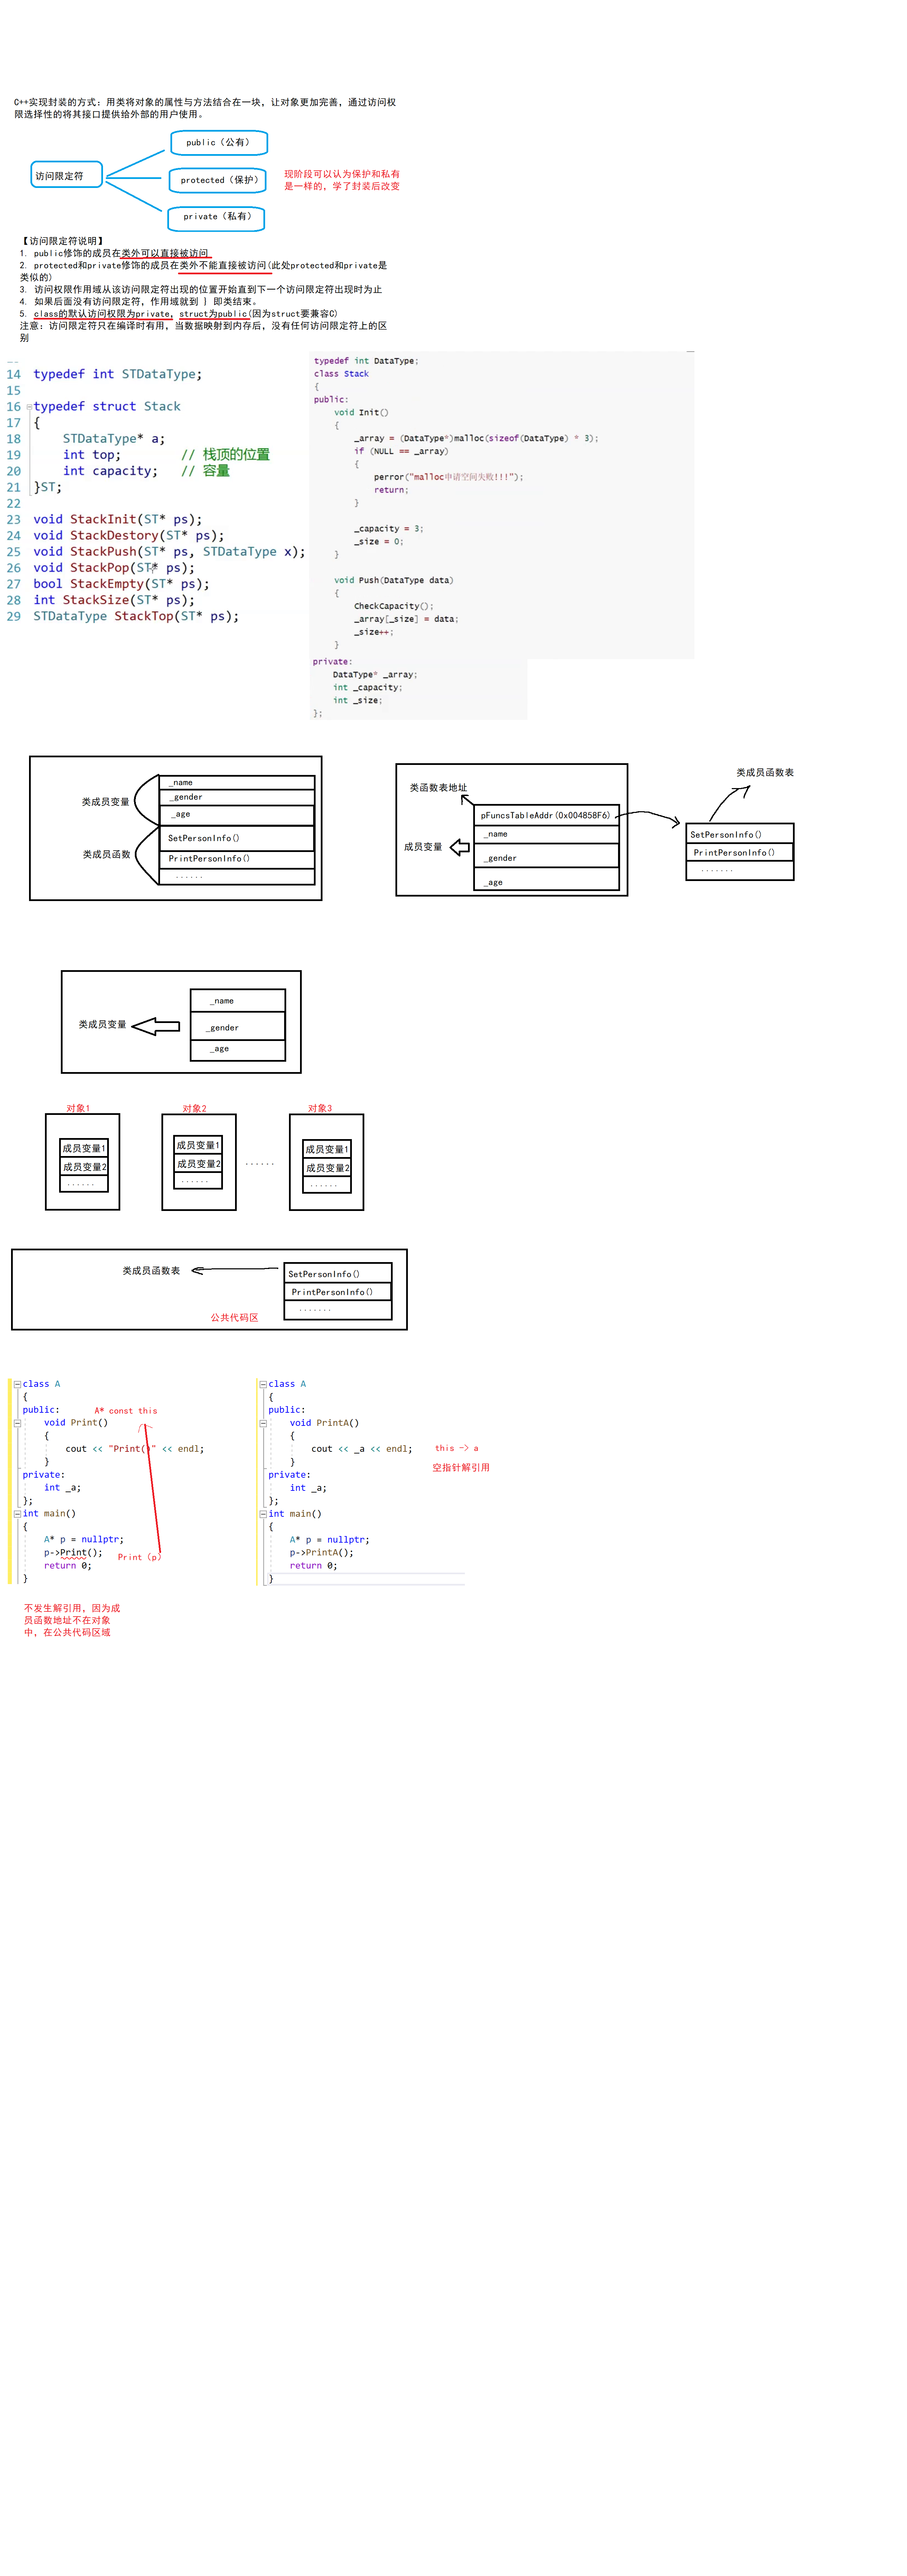 C++实现封装的方式：用类将对象的属性与方法结合在一块，让对象更加完善，通过访问权
限选择性的将其接口提供给外部的用户使用。
public（公有）
访问限定符
protected（保护）
现阶段可以认为保护和私有
是一样的，学了封装后改变
private（私有）
【访问限定符说明】
1. public修饰的成员在类外可以直接被访问
2. protected和private修饰的成员在类外不能直接被访问(此处protected和private是
类似的)
3. 访问权限作用域从该访问限定符出现的位置开始直到下一个访问限定符出现时为止
4. 如果后面没有访问限定符，作用域就到 } 即类结束。
5. class的默认访问权限为private，struct为public(因为struct要兼容C)
注意：访问限定符只在编译时有用，当数据映射到内存后，没有任何访问限定符上的区
别
14 typedef int STDataType;
15
16 typedef struct Stack
17 {
18 STDataType* a;
19 int top; // 栈顶的位置
20 int capacity; // 容量
21 }ST;
22
23 void StackInit(ST* ps);
24 void StackDestory(ST* ps);
25 void StackPush(ST* ps, STDataType x);
26 void StackPop(ST* ps);
27 bool StackEmpty(ST* ps);
28 int StackSize(ST* ps);
29 STDataType StackTop(ST* ps);
typedef int DataType;
class Stack
{
public:
void Init()
{
_array = (DataType*)malloc(sizeof(DataType) * 3);
if (NULL == _array)
{
perror("malloc申请空间失败!!!");
return;
}
_capacity = 3;
_size = 0;
}
void Push(DataType data)
{
CheckCapacity();
_array[_size] = data;
_size++;
}
private:
DataType* _array;
int _capacity;
int _size;
};
类成员变量
_name
_gender
_age
类成员函数
SetPersonInfo()
PrintPersonInfo()
......
类函数表地址
pFuncsTableAddr(0x004858F6)
成员变量
_name
_gender
_age
类成员函数表
SetPersonInfo()
PrintPersonInfo()
.......
类成员变量
_name
_gender
_age
对象1
成员变量1
成员变量2
......
对象2
成员变量1
成员变量2
......
......
对象3
成员变量1
成员变量2
......
类成员函数表
SetPersonInfo()
PrintPersonInfo()
.......
公共代码区
class A
{
public:
A* const this
void Print()
{
cout << "Print()" << endl;
}
private:
int _a;
};
int main()
{
A* p = nullptr;
p->Print();
Print（p）
return 0;
}
不发生解引用，因为成
员函数地址不在对象
中，在公共代码区域
class A
{
public:
void PrintA()
{
cout << _a << endl;
this -> a
}
空指针解引用
private:
int _a;
};
int main()
{
A* p = nullptr;
p->PrintA();
return 0;
}